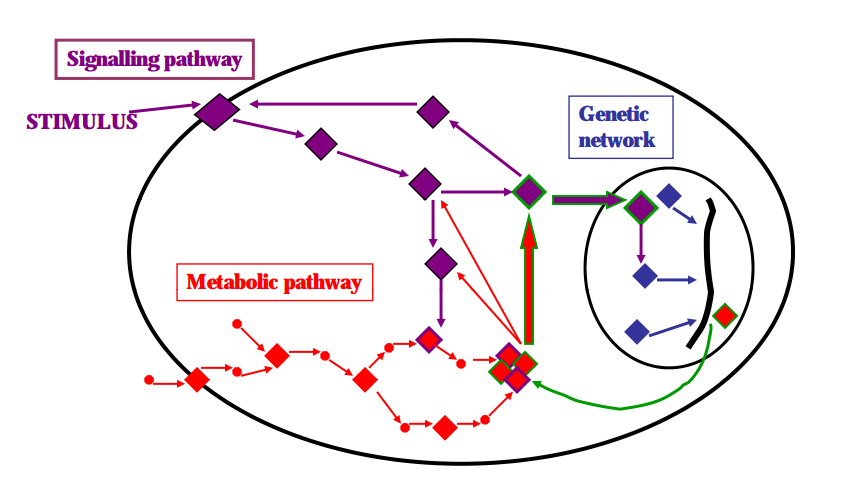 Signalling pathway
STIMULUS
Genetic
network
Metabolic pathway